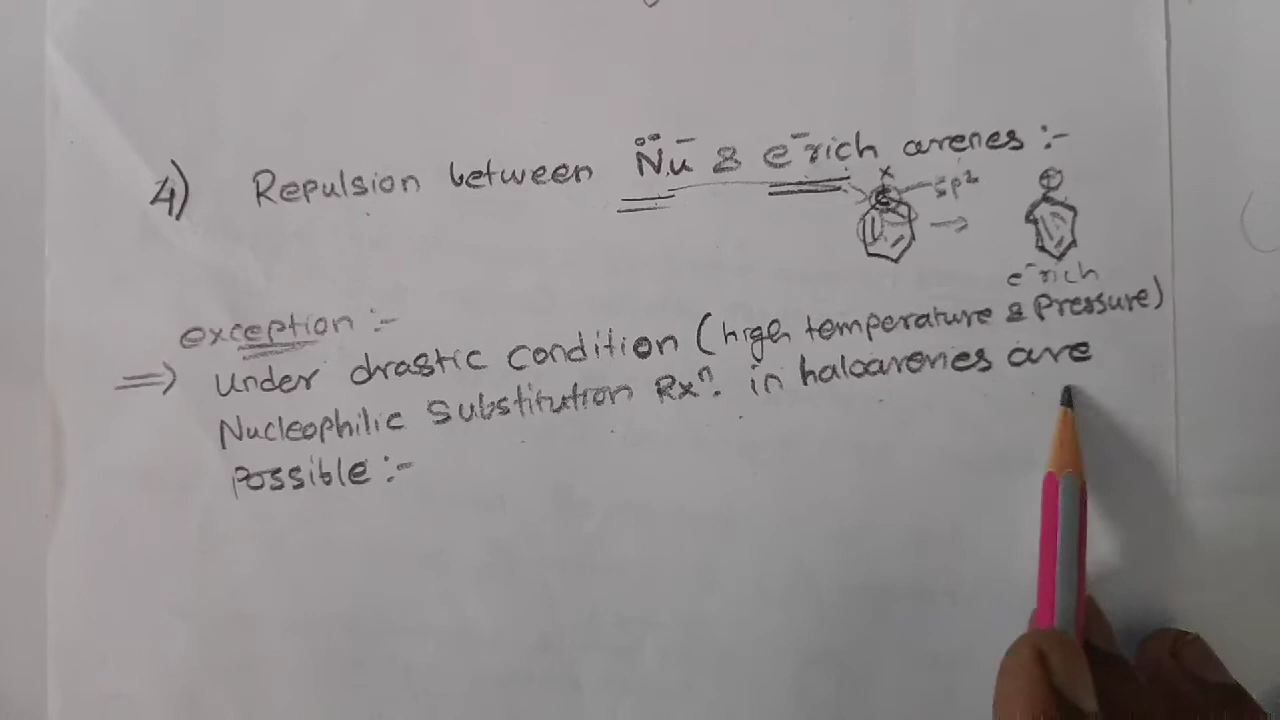 4) Repulsion between N̈u⁻ & e⁻rich arenes :-
X
C
sp²
→
⊕
e⁻rich
exception :-
⇒ Under drastic condition (high temperature & Pressure)
Nucleophilic Substitution Rxⁿ. in haloarenes are
Possible :-